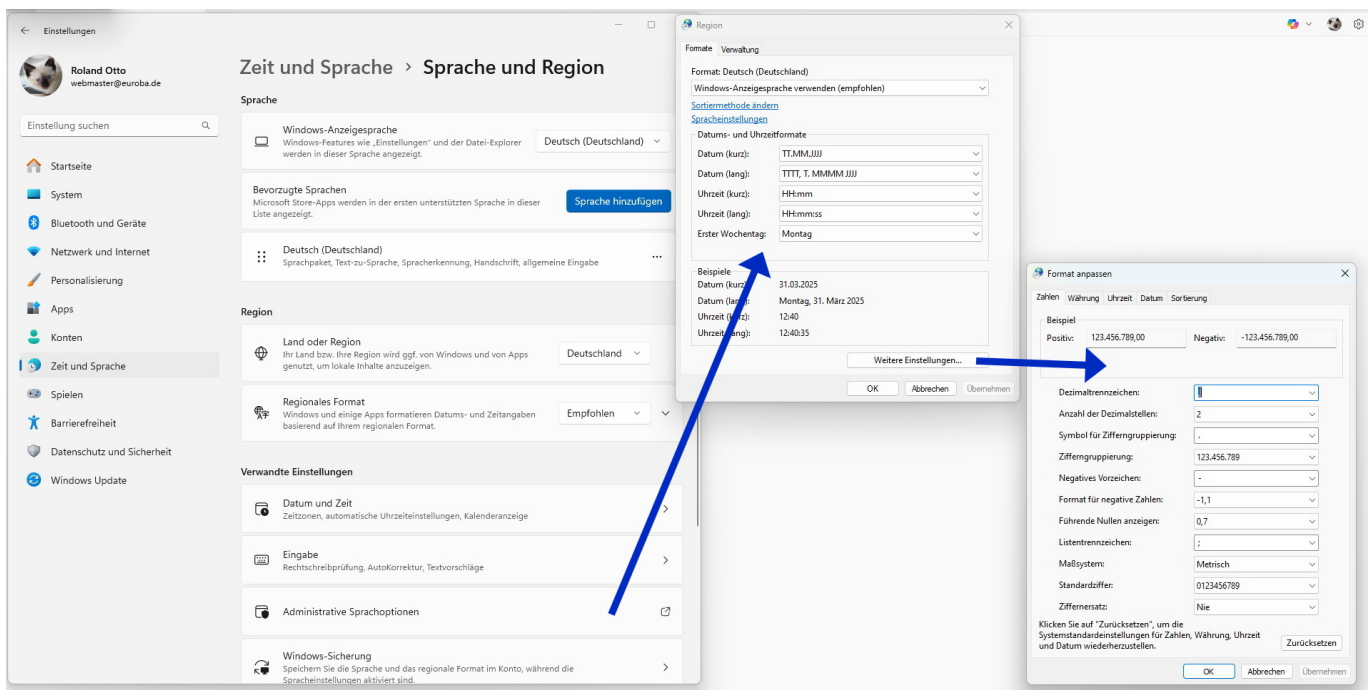 Einstellungen
Roland Otto
webmaster@euroba.de
Einstellung suchen
Startseite
System
Bluetooth und Geräte
Netzwerk und Internet
Personalisierung
Apps
Konten
Zeit und Sprache
Spielen
Barrierefreiheit
Datenschutz und Sicherheit
Windows Update
Zeit und Sprache › Sprache und Region
Sprache
Windows-Anzeigesprache
Windows-Features wie „Einstellungen" und der Datei-Explorer
werden in dieser Sprache angezeigt.
Deutsch (Deutschland)
Bevorzugte Sprachen
Microsoft Store-Apps werden in der ersten unterstützten Sprache in dieser
Liste angezeigt.
Sprache hinzufügen
Deutsch (Deutschland)
Sprachpaket, Text-zu-Sprache, Spracherkennung, Handschrift, allgemeine Eingabe
Region
Land oder Region
Ihr Land bzw. Ihre Region wird ggf. von Windows und von Apps
genutzt, um lokale Inhalte anzuzeigen.
Deutschland
Regionales Format
Windows und einige Apps formatieren Datums- und Zeitangaben
basierend auf Ihrem regionalen Format.
Empfohlen
Verwandte Einstellungen
Datum und Zeit
Zeitzonen, automatische Uhrzeiteinstellungen, Kalenderanzeige
Eingabe
Rechtschreibprüfung, AutoKorrektur, Textvorschläge
Administrative Sprachoptionen
Windows-Sicherung
Speichern Sie die Sprache und das regionale Format im Konto, während die
Spracheinstellungen aktiviert sind.
Region
Formate Verwaltung
Format: Deutsch (Deutschland)
Windows-Anzeigesprache verwenden (empfohlen)
Sortiermethode ändern
Spracheinstellungen
Datums- und Uhrzeitformate
Datum (kurz): TT.MM.JJJJ
Datum (lang): TTTT, T. MMMM JJJJ
Uhrzeit (kurz): HH:mm
Uhrzeit (lang): HH:mm:ss
Erster Wochentag: Montag
Beispiele
Datum (kurz): 31.03.2025
Datum (lang): Montag, 31. März 2025
Uhrzeit (kurz): 12:40
Uhrzeit (lang): 12:40:35
Weitere Einstellungen...
OK Abbrechen Übernehmen
Format anpassen
Zahlen Währung Uhrzeit Datum Sortierung
Beispiel
Positiv: 123.456.789,00 Negativ: -123.456.789,00
Dezimaltrennzeichen: ,
Anzahl der Dezimalstellen: 2
Symbol für Zifferngruppierung: .
Zifferngruppierung: 123.456.789
Negatives Vorzeichen: -
Format für negative Zahlen: -1,1
Führende Nullen anzeigen: 0,7
Listentrennzeichen: ;
Maßsystem: Metrisch
Standardziffer: 0123456789
Ziffernersatz: Nie
Klicken Sie auf "Zurücksetzen", um die
Systemstandardeinstellungen für Zahlen, Währung, Uhrzeit
und Datum wiederherzustellen.
Zurücksetzen
OK Abbrechen Übernehmen